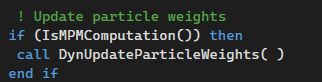 ! Update particle weights
if (IsMPMComputation()) then
call DynUpdateParticleWeights( )
end if